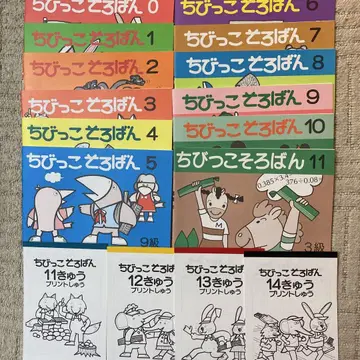 ちびっこ そろばん 0
ちびっこ そろばん 1
ちびっこ そろばん 2
ちびっこ そろばん 3
ちびっこ そろばん 4
ちびっこ そろばん 5
9級
ちびっこ そろばん 6
ちびっこ そろばん 7
ちびっこ そろばん 8
ちびっこ そろばん 9
ちびっこ そろばん 10
ちびつこそろばん 11
0.385×3.4
376÷0.08
3級
ちびっこ そろばん
11きゅう
プリントしゅう
ちびっこ そろばん
12きゅう
プリントしゅう
ちびっこ そろばん
13きゅう
プリントしゅう
ちびっこ そろばん
14きゅう
プリントしゅう